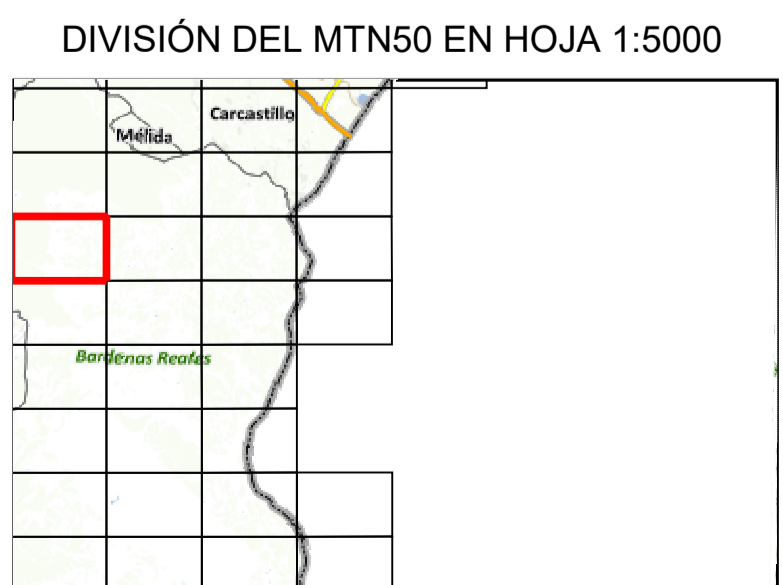 DIVISIÓN DEL MTN50 EN HOJA 1:5000
Carcastillo
Mélida
Bardenas Reales